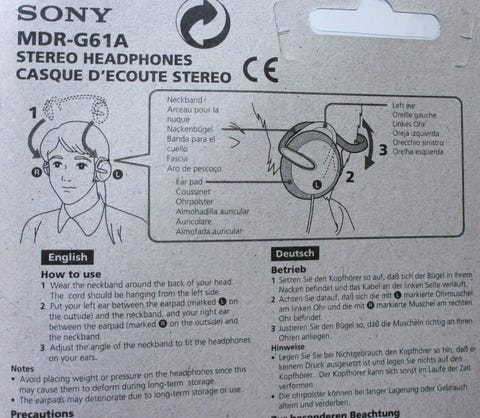 SONY
MDR-G61A
STEREO HEADPHONES
CASQUE D'ECOUTE STEREO
CE
1
R
L
Neckband
Arceau pour la
nuque
Nackenbügel
Banda para el
cuello
Fascia
Aro de pescoço
Ear pad
Coussinet
Ohrpolster
Almohadilla auricular
Auricolare
Almofada auricular
L
2
3
Left ear
Oreille gauche
Linkes Ohr
Oreja izquierda
Orecchio sinistro
Orelha esquerda
English
How to use
1 Wear the neckband around the back of your head.
The cord should be hanging from the left side.
2 Put your left ear between the earpad (marked L on
the outside) and the neckband, and your right ear
between the earpad (marked R on the outside) and
the neckband.
3 Adjust the angle of the neckband to fit the headphones
on your ears.
Notes
• Avoid placing weight or pressure on the headphones since this
may cause them to deform during long-term storage.
• The earpads may deteriorate due to long-term storage or use.
Precautions
Deutsch
Betrieb
1 Setzen Sie den Kopfhörer so auf, daß sich der Bügel in Ihrem
Nacken befindet und das Kabel an der linken Seite verläuft.
2 Achten Sie darauf, daß sich die mit L markierte Ohrmuschel
am linken Ohr und die mit R markierte Muschel am rechten
Ohr befindet.
3 Justieren Sie den Bügel so, daß die Muscheln richtig an Ihren
Ohren anliegen.
Hinweise
• Legen Sie Sie bei Nichtgebrauch den Kopfhörer so hin, daß er
keinem Druck ausgesetzt ist und legen Sie nichts auf den
Kopfhörer. Der Kopfhörer kann sich sonst im Laufe der Zeit
verformen.
• Die ohrpolster können bei langer Lagerung oder Gebrauch
altern und verderben.
Zur besonderen Beachtung